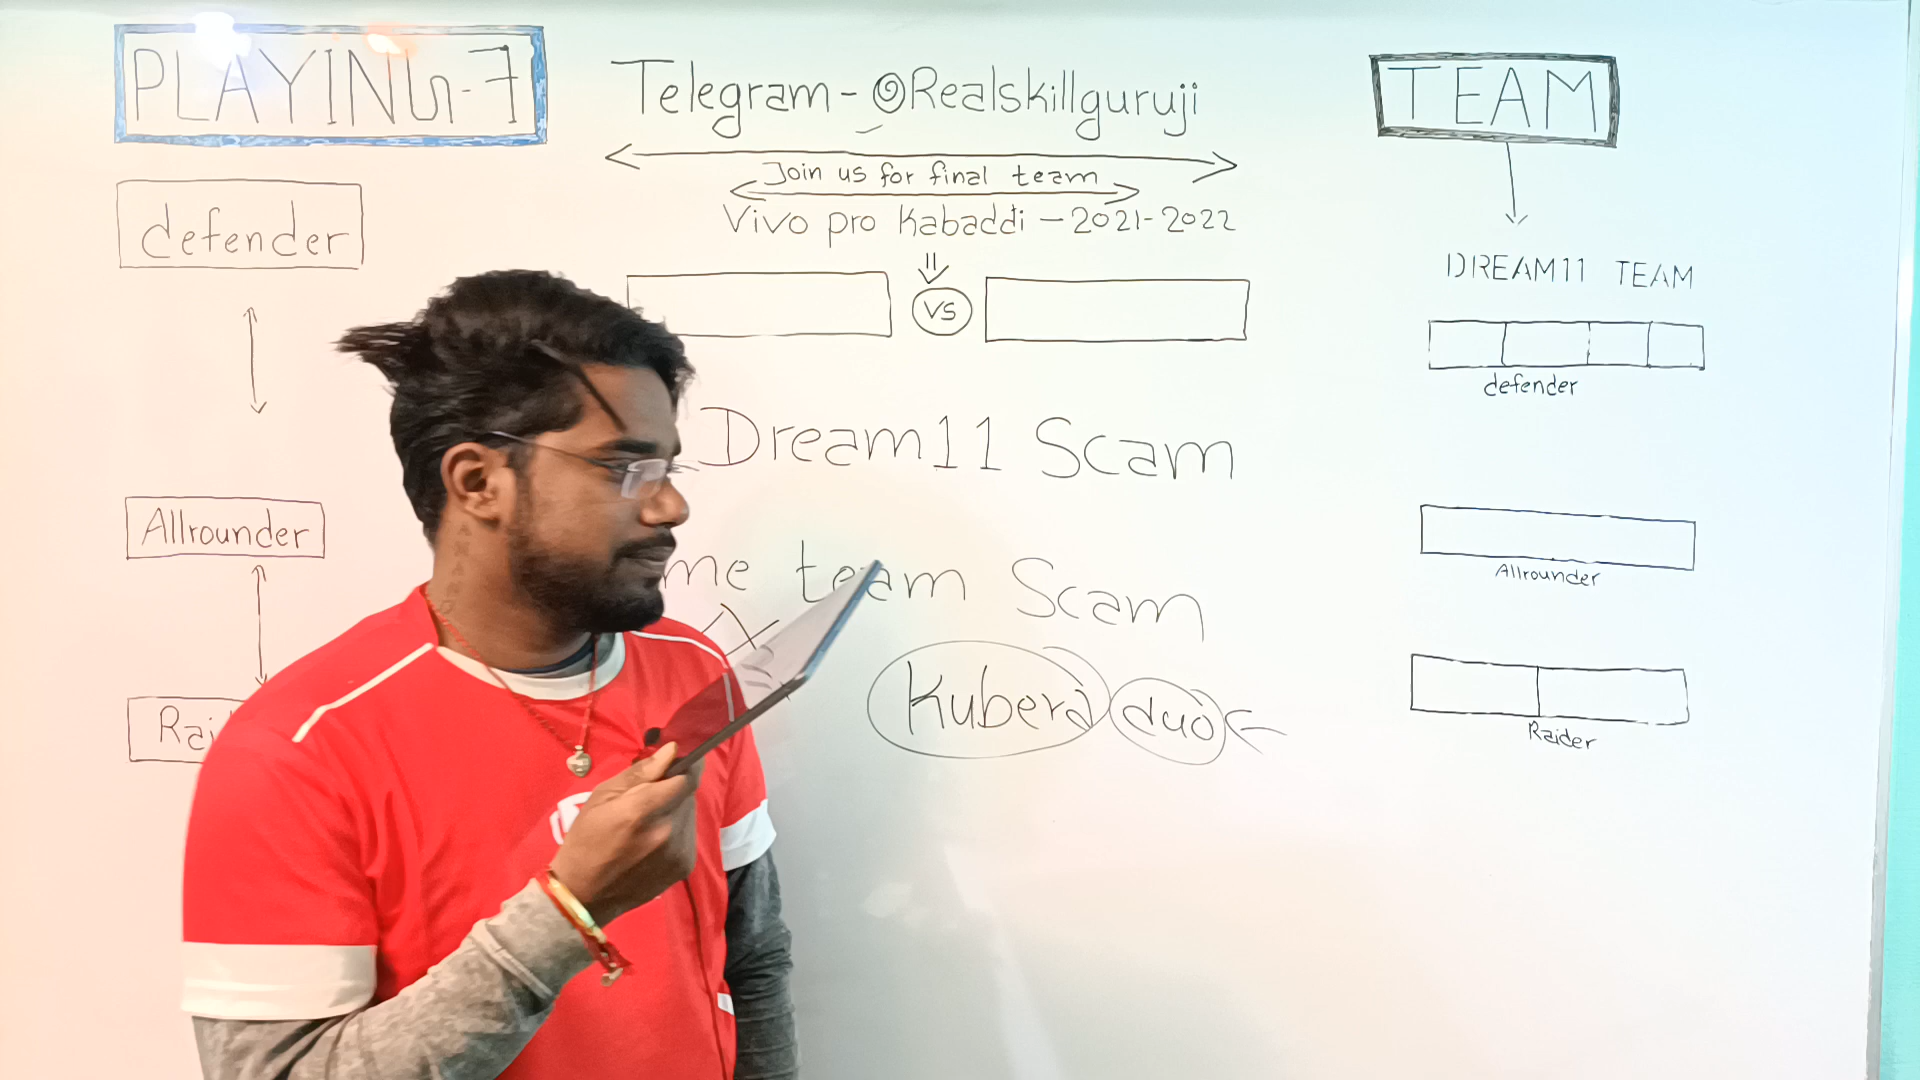 PLAYING-7
Telegram - @Realskillguruji
Join us for final team
Vivo pro Kabaddi - 2021-2022
VS
defender
Allrounder
Dream11 Scam
me team Scam
Kubera duo
TEAM
DREAM11 TEAM
defender
Allrounder
Raider